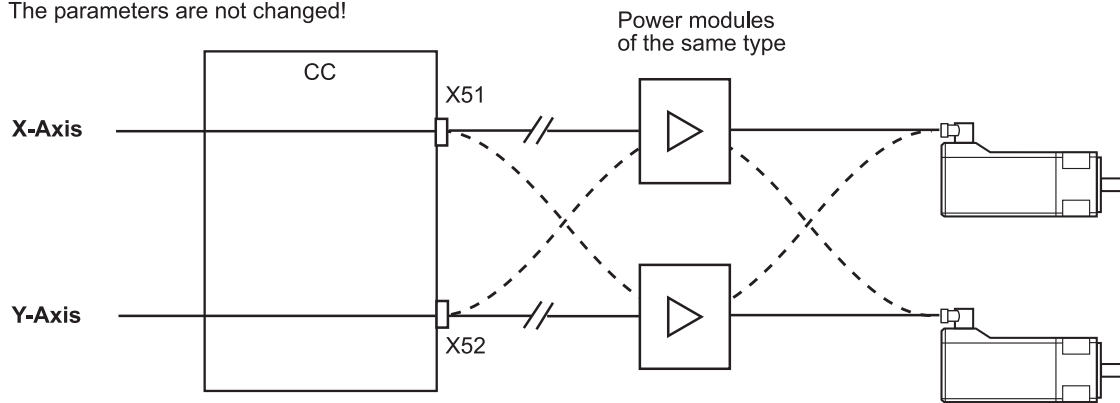 The parameters are not changed!
Power modules
of the same type
CC
X51
X-Axis
Y-Axis
X52